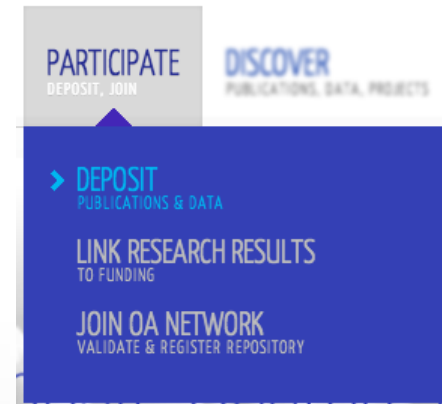 PARTICIPATE
DEPOSIT, JOIN
DISCOVER
PUBLICATIONS, DATA, PROJECTS
DEPOSIT
PUBLICATIONS & DATA
LINK RESEARCH RESULTS
TO FUNDING
JOIN OA NETWORK
VALIDATE & REGISTER REPOSITORY